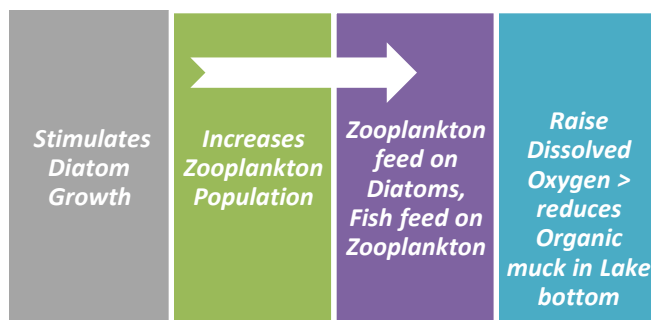 Stimulates
Diatom
Growth
Increases
Zooplankton
Population
Zooplankton
feed on
Diatoms,
Fish feed on
Zooplankton
Raise
Dissolved
Oxygen >
reduces
Organic
muck in Lake
bottom